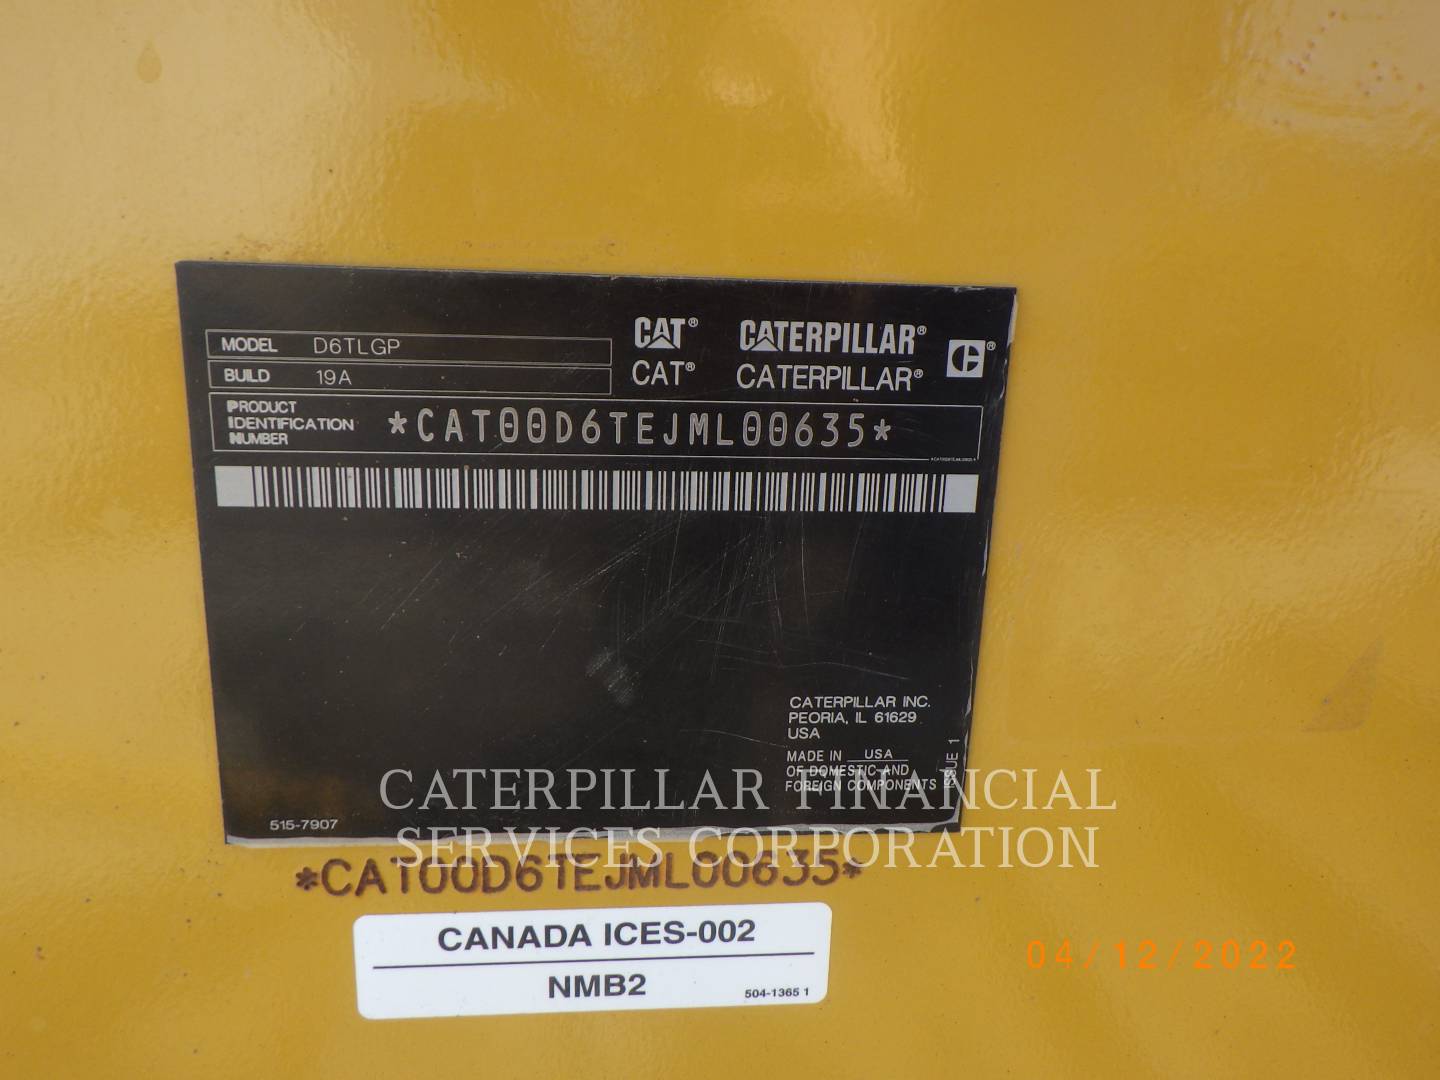 MODEL D6TLGP
BUILD 19A
CAT® CATERPILLAR®
CAT® CATERPILLAR®
C®
PRODUCT
IDENTIFICATION
NUMBER
*CAT00D6TEJML00635*
*CAT00D6TEJML00635*
CATERPILLAR INC.
PEORIA, IL 61629
USA
MADE IN USA
OF DOMESTIC AND
FOREIGN COMPONENTS
ISSUE 1
515-7907
CATERPILLAR FINANCIAL
SERVICES CORPORATION
*CAT00D6TEJML00635*
CANADA ICES-002
NMB2
504-1365 1
04/12/2022